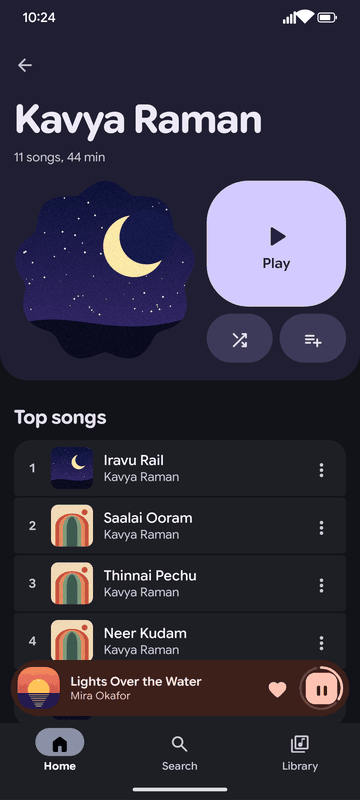 10:24
Kavya Raman
11 songs, 44 min
Play
Top songs
1
Iravu Rail
Kavya Raman
2
Saalai Ooram
Kavya Raman
3
Thinnai Pechu
Kavya Raman
4
Neer Kudam
Kavya Raman
Lights Over the Water
Mira Okafor
Home
Search
Library